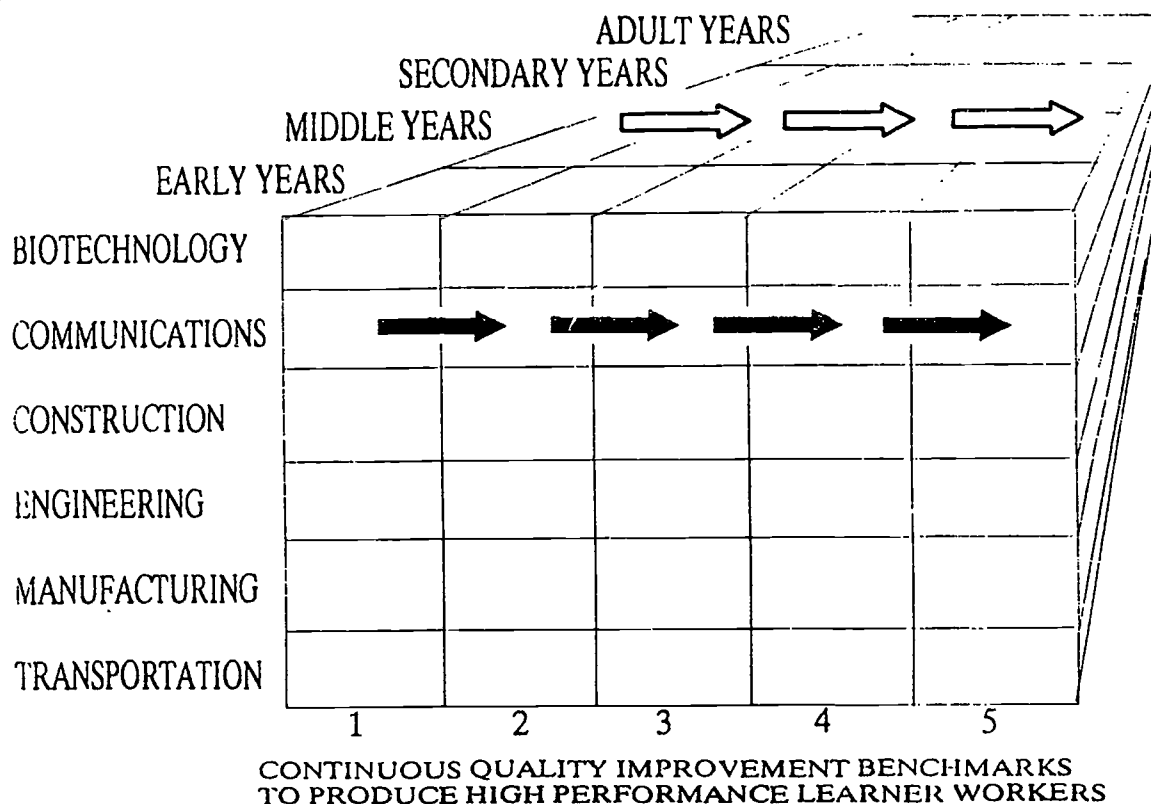 ADULT YEARS
SECONDARY YEARS
MIDDLE YEARS
EARLY YEARS
BIOTECHNOLOGY
COMMUNICATIONS
CONSTRUCTION
ENGINEERING
MANUFACTURING
TRANSPORTATION
1 2 3 4 5
CONTINUOUS QUALITY IMPROVEMENT BENCHMARKS
TO PRODUCE HIGH PERFORMANCE LEARNER WORKERS